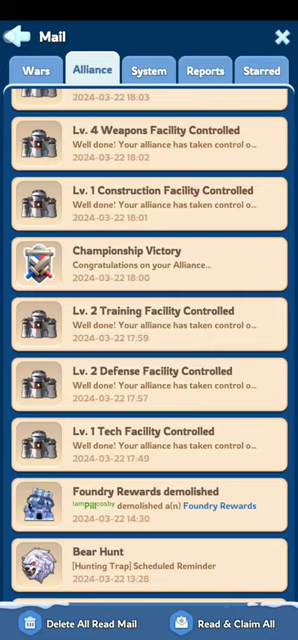 Mail
Wars
Alliance
System
Reports
Starred
2024-03-22 18:03
Lv. 4 Weapons Facility Controlled
Well done! Your alliance has taken control o...
2024-03-22 18:02
Lv. 1 Construction Facility Controlled
Well done! Your alliance has taken control o...
2024-03-22 18:01
Championship Victory
Congratulations on your Alliance...
2024-03-22 18:00
Lv. 2 Training Facility Controlled
Well done! Your alliance has taken control o...
2024-03-22 17:59
Lv. 2 Defense Facility Controlled
Well done! Your alliance has taken control o...
2024-03-22 17:57
Lv. 1 Tech Facility Controlled
Well done! Your alliance has taken control o...
2024-03-22 17:49
Foundry Rewards demolished
IamPillcosby demolished a(n) Foundry Rewards
2024-03-22 14:30
Bear Hunt
[Hunting Trap] Scheduled Reminder
2024-03-22 13:28
Delete All Read Mail
Read & Claim All